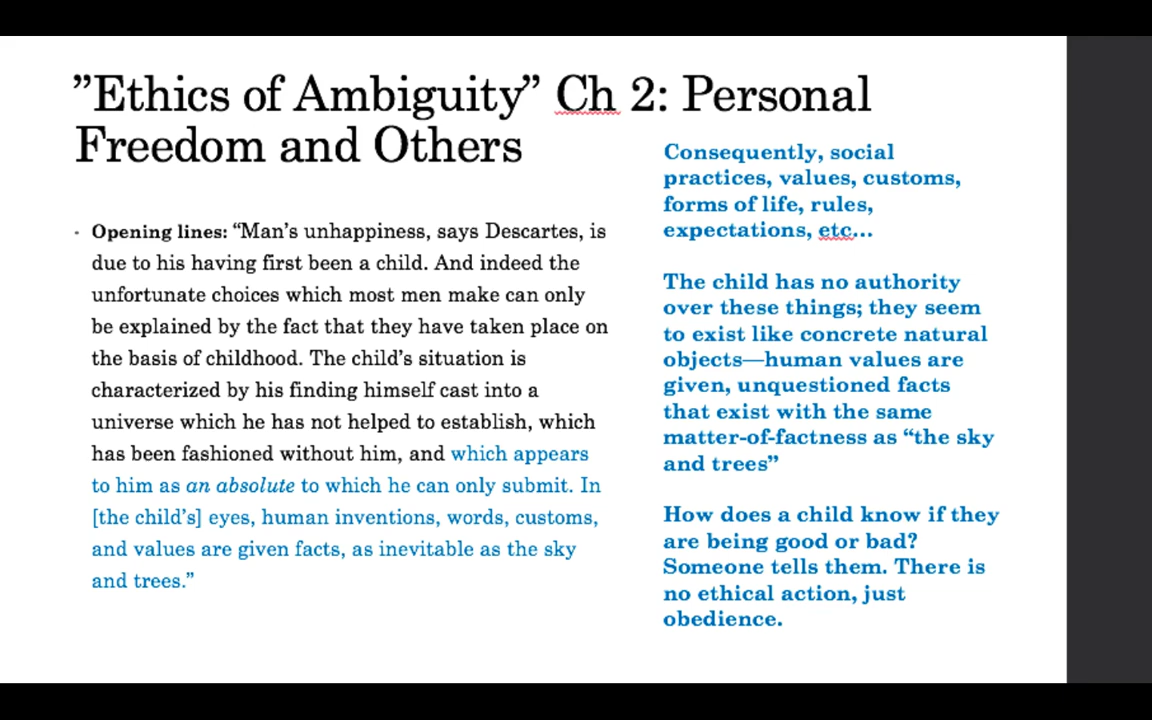 ”Ethics of Ambiguity” Ch 2: Personal
Freedom and Others
• Opening lines: “Man’s unhappiness, says Descartes, is
due to his having first been a child. And indeed the
unfortunate choices which most men make can only
be explained by the fact that they have taken place on
the basis of childhood. The child’s situation is
characterized by his finding himself cast into a
universe which he has not helped to establish, which
has been fashioned without him, and which appears
to him as an absolute to which he can only submit. In
[the child’s] eyes, human inventions, words, customs,
and values are given facts, as inevitable as the sky
and trees.”
Consequently, social
practices, values, customs,
forms of life, rules,
expectations, etc…
The child has no authority
over these things; they seem
to exist like concrete natural
objects—human values are
given, unquestioned facts
that exist with the same
matter-of-factness as “the sky
and trees”
How does a child know if they
are being good or bad?
Someone tells them. There is
no ethical action, just
obedience.